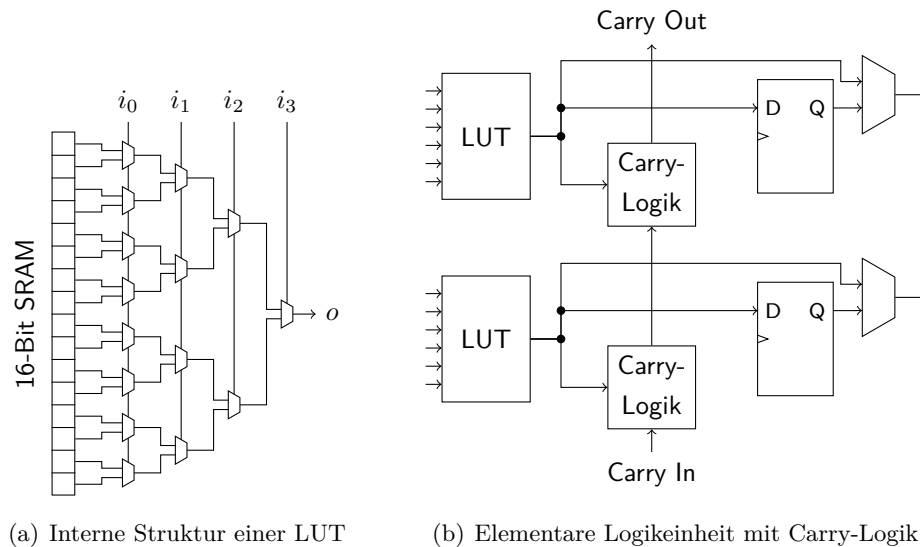 i0 i1 i2 i3
16-Bit SRAM
o
(a) Interne Struktur einer LUT
Carry Out
LUT
Carry-
Logik
D Q
LUT
Carry-
Logik
D Q
Carry In
(b) Elementare Logikeinheit mit Carry-Logik